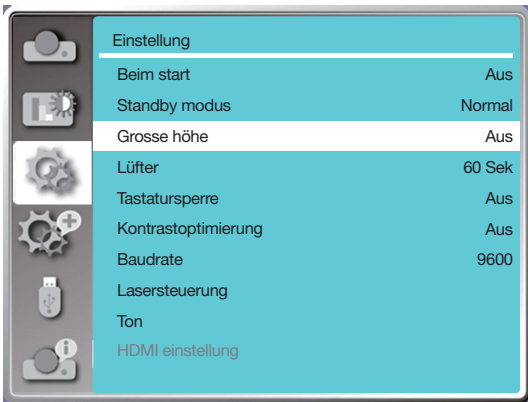 Einstellung
Beim start Aus
Standby modus Normal
Grosse höhe Aus
Lüfter 60 Sek
Tastatursperre Aus
Kontrastoptimierung Aus
Baudrate 9600
Lasersteuerung
Ton
HDMI einstellung